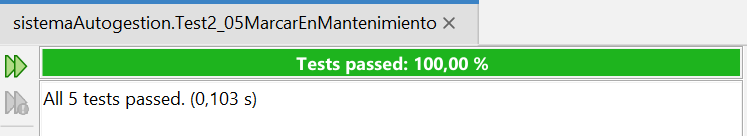 sistemaAutogestion.Test2_05MarcarEnMantenimiento
Tests passed: 100,00 %
All 5 tests passed. (0,103 s)